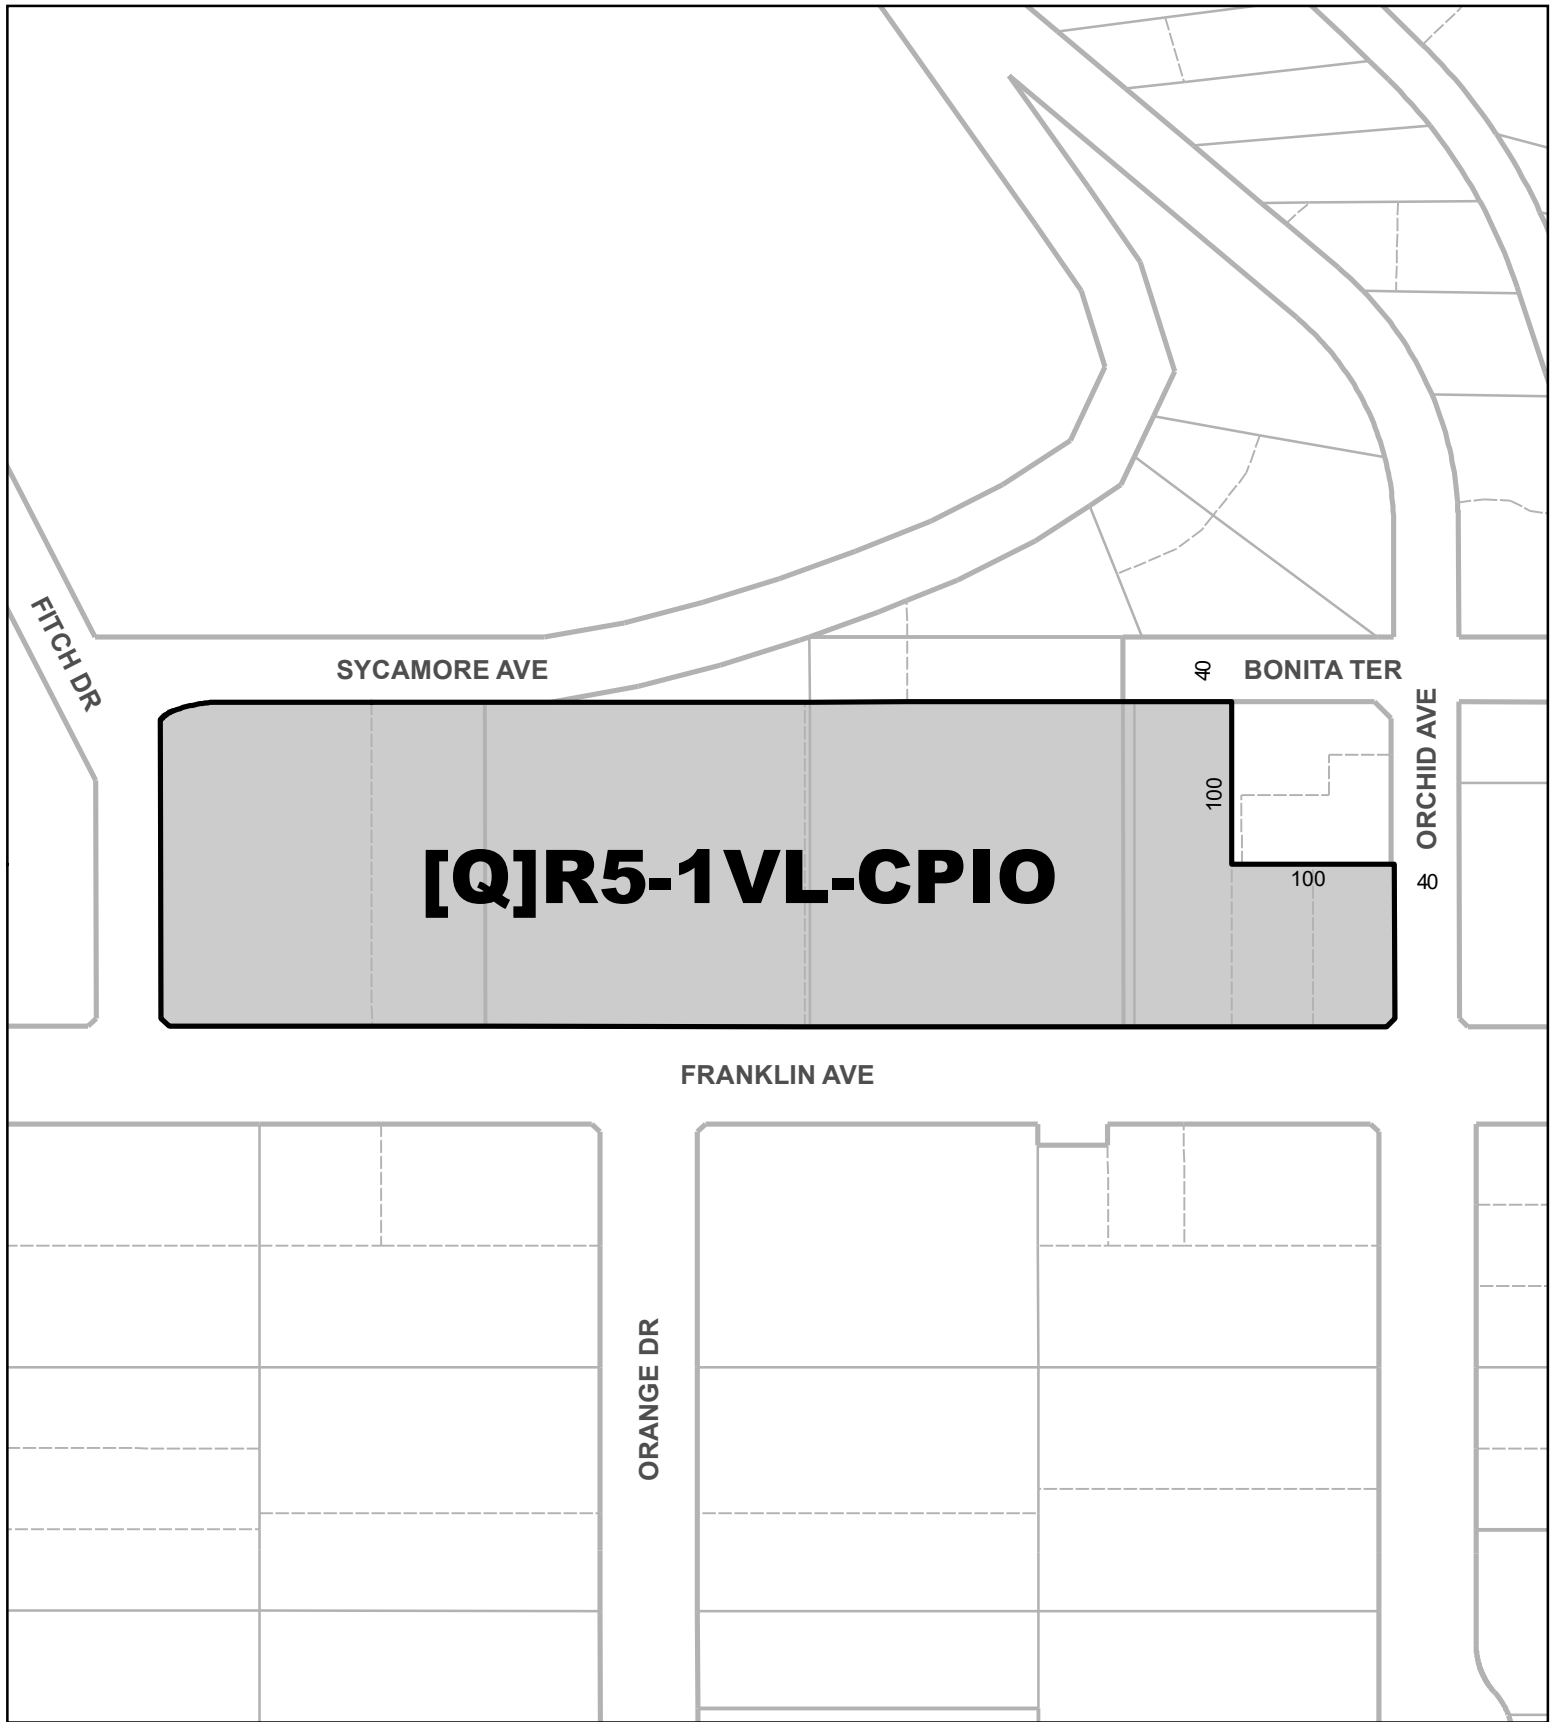 FITCH DR
SYCAMORE AVE
40
BONITA TER
ORCHID AVE
100
[Q]R5-1VL-CPIO
100
40
FRANKLIN AVE
ORANGE DR